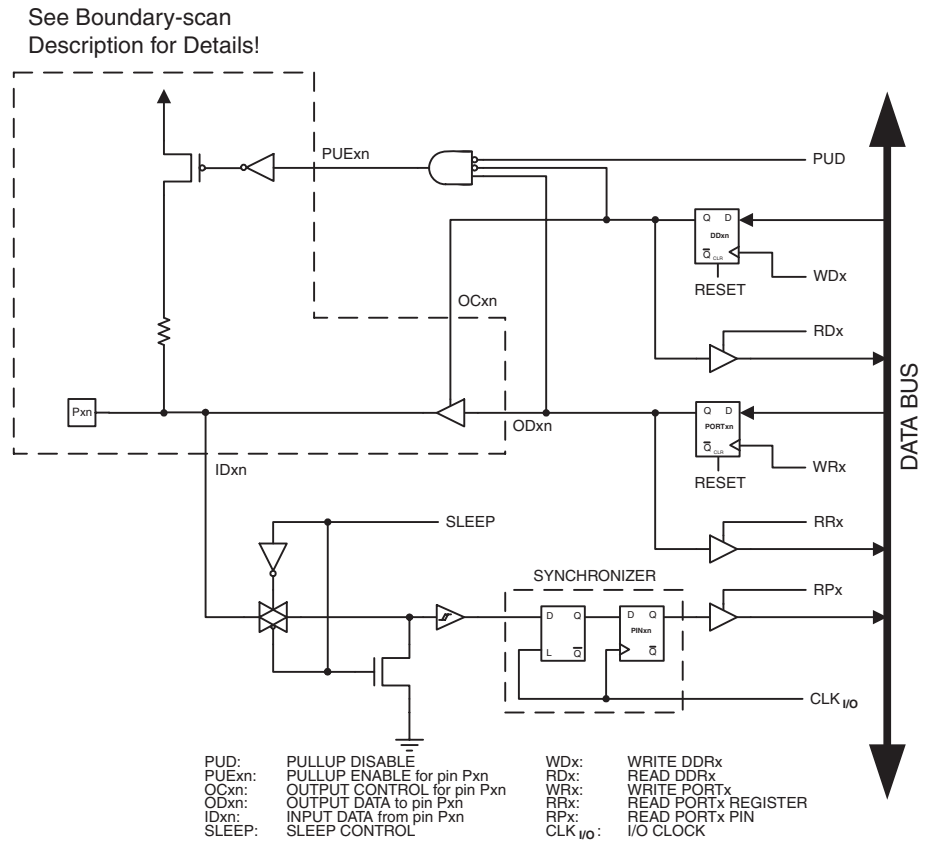 See Boundary-scan
Description for Details!
PUExn
PUD
Q D
DDxn
Q CLR
WDx
RESET
OCxn
RDx
Pxn
ODxn
Q D
PORTxn
Q CLR
WRx
RESET
IDxn
DATA BUS
SLEEP
RRx
SYNCHRONIZER
RPx
D Q
L Q
D Q
PINxn
Q
CLK I/O
PUD: PULLUP DISABLE
PUExn: PULLUP ENABLE for pin Pxn
OCxn: OUTPUT CONTROL for pin Pxn
ODxn: OUTPUT DATA to pin Pxn
IDxn: INPUT DATA from pin Pxn
SLEEP: SLEEP CONTROL
WDx: WRITE DDRx
RDx: READ DDRx
WRx: WRITE PORTx
RRx: READ PORTx REGISTER
RPx: READ PORTx PIN
CLK I/O: I/O CLOCK